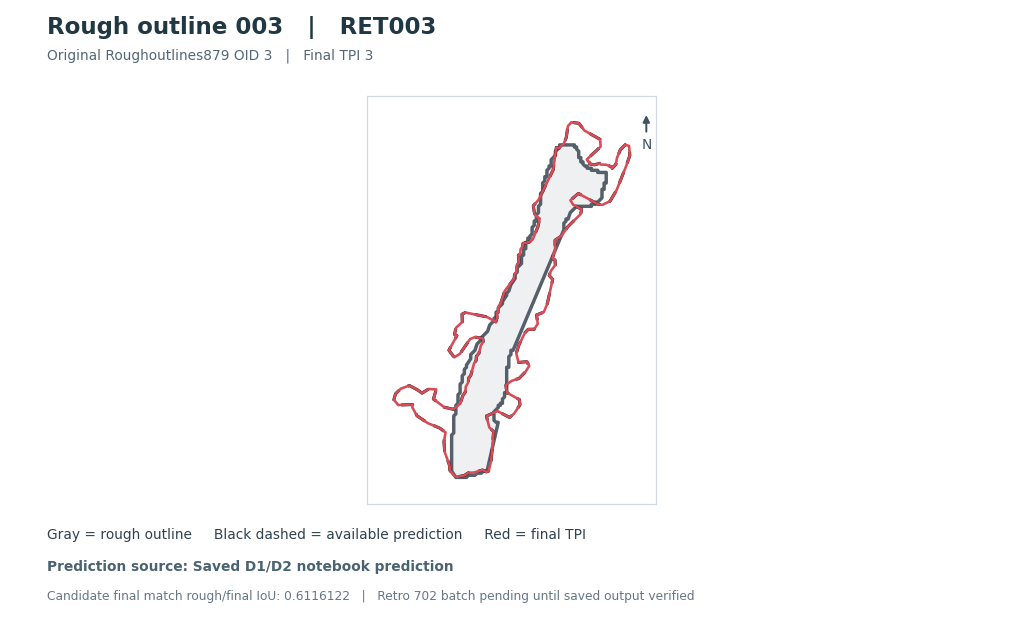 Rough outline 003   |   RET003
Original Roughoutlines879 OID 3   |   Final TPI 3
N
Gray = rough outline     Black dashed = available prediction     Red = final TPI
Prediction source: Saved D1/D2 notebook prediction
Candidate final match rough/final IoU: 0.6116122   |   Retro 702 batch pending until saved output verified